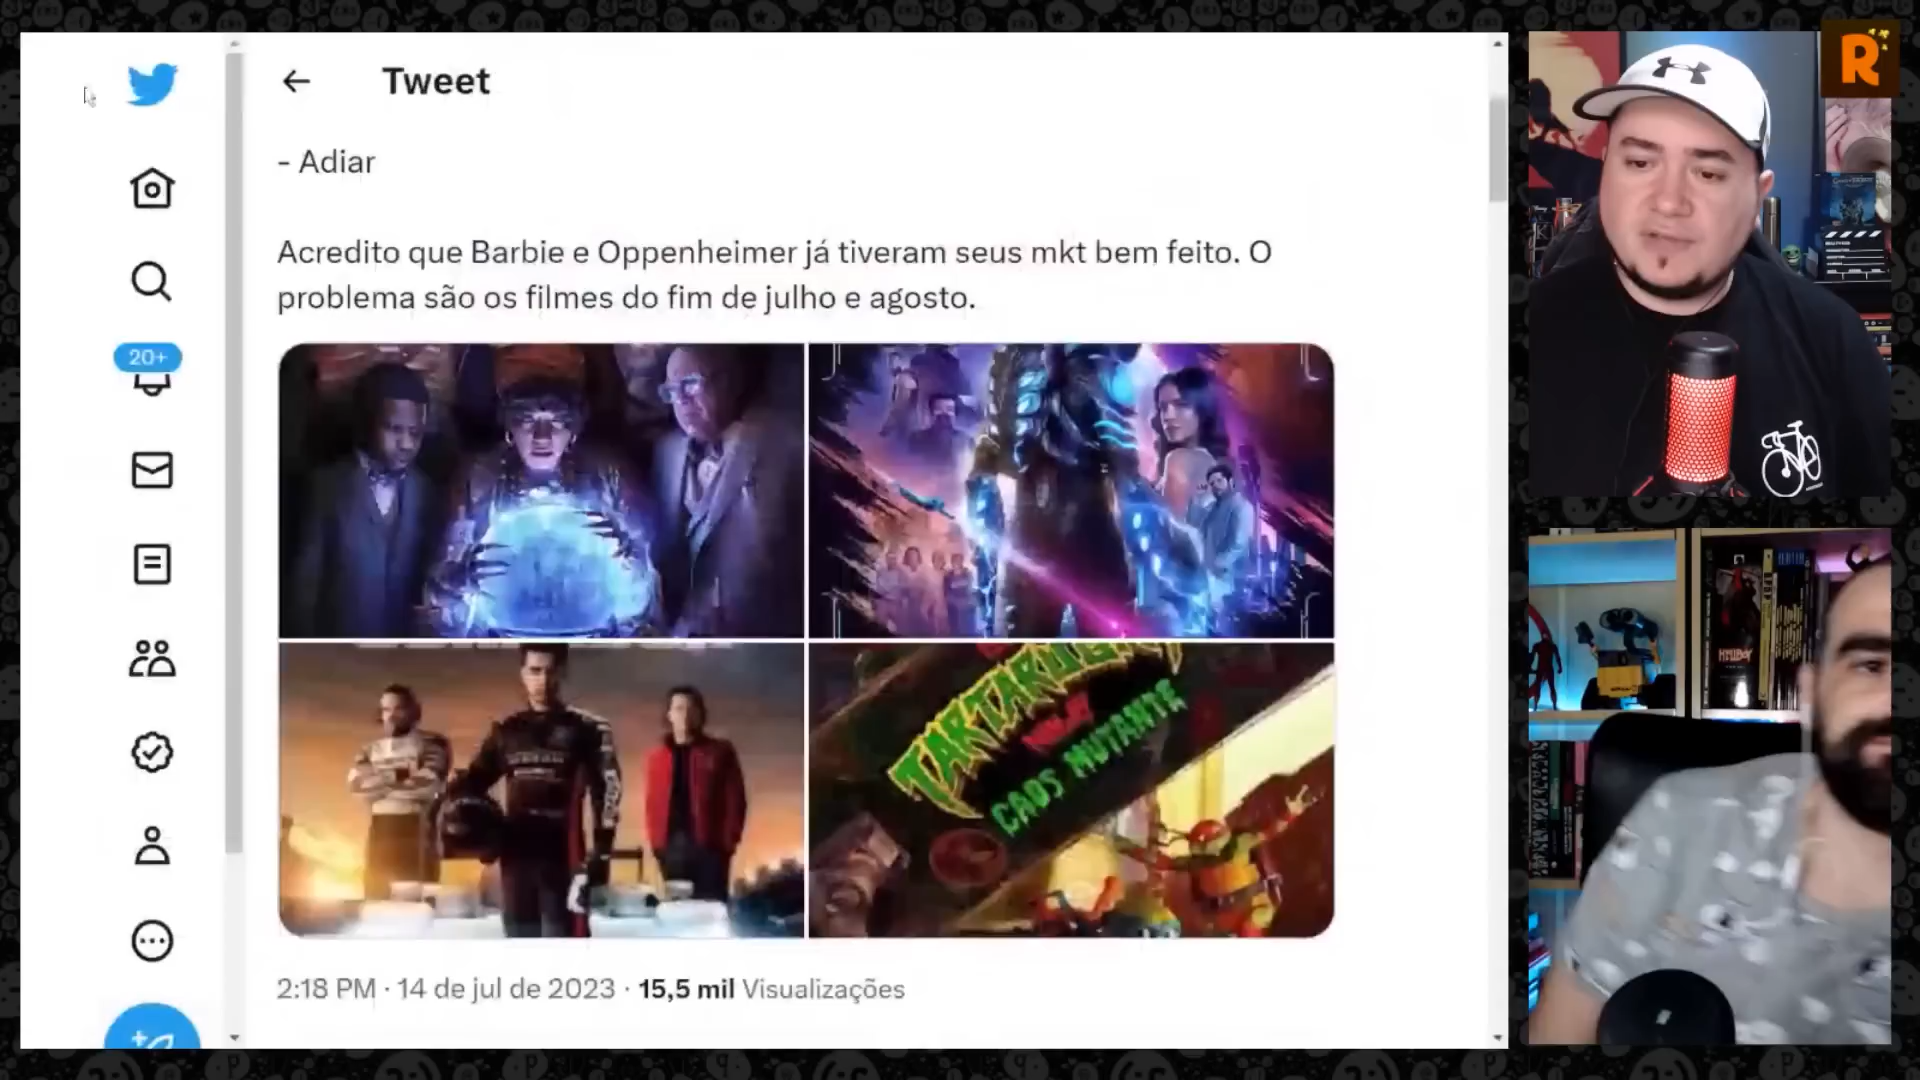 Tweet
- Adiar
Acredito que Barbie e Oppenheimer já tiveram seus mkt bem feito. O
problema são os filmes do fim de julho e agosto.
20+
CAOS MUTANTE
2:18 PM · 14 de jul de 2023 · 15,5 mil Visualizações
R
HELLBOY